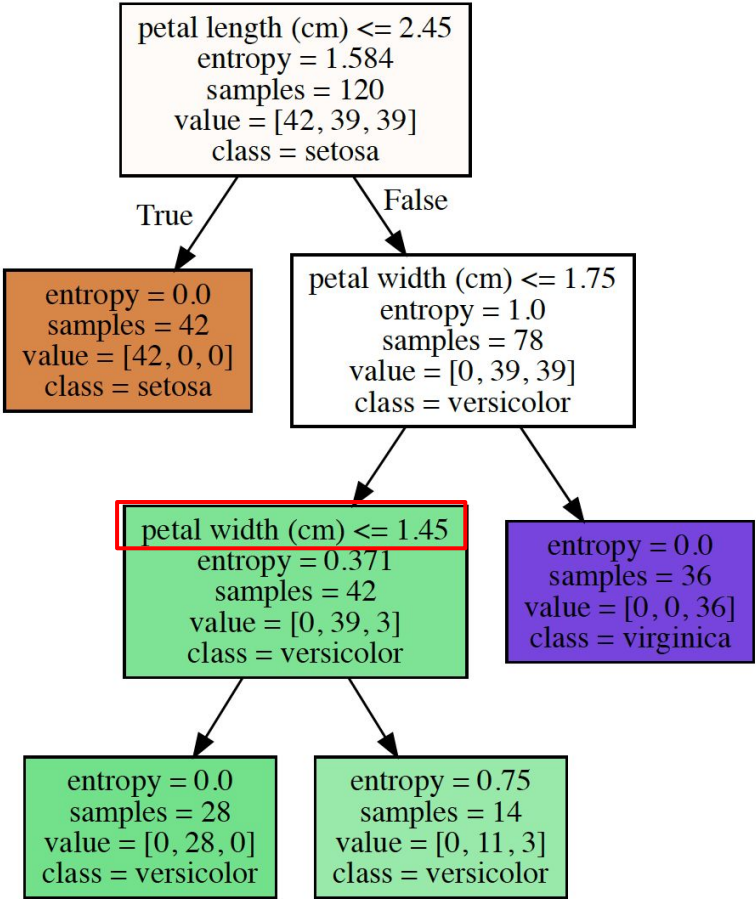 petal length (cm) <= 2.45
entropy = 1.584
samples = 120
value = [42, 39, 39]
class = setosa
True
False
entropy = 0.0
samples = 42
value = [42, 0, 0]
class = setosa
petal width (cm) <= 1.75
entropy = 1.0
samples = 78
value = [0, 39, 39]
class = versicolor
petal width (cm) <= 1.45
entropy = 0.371
samples = 42
value = [0, 39, 3]
class = versicolor
entropy = 0.0
samples = 36
value = [0, 0, 36]
class = virginica
entropy = 0.0
samples = 28
value = [0, 28, 0]
class = versicolor
entropy = 0.75
samples = 14
value = [0, 11, 3]
class = versicolor